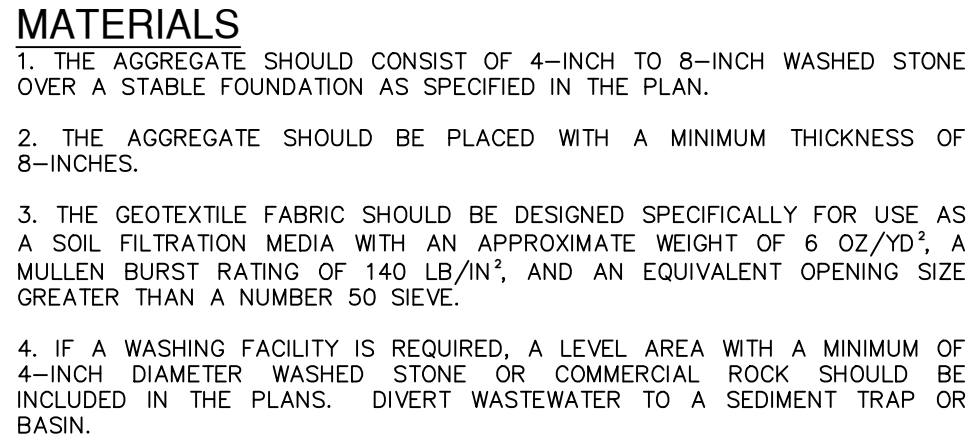 MATERIALS
1. THE AGGREGATE SHOULD CONSIST OF 4–INCH TO 8–INCH WASHED STONE
OVER A STABLE FOUNDATION AS SPECIFIED IN THE PLAN.
2. THE AGGREGATE SHOULD BE PLACED WITH A MINIMUM THICKNESS OF
8–INCHES.
3. THE GEOTEXTILE FABRIC SHOULD BE DESIGNED SPECIFICALLY FOR USE AS
A SOIL FILTRATION MEDIA WITH AN APPROXIMATE WEIGHT OF 6 OZ/YD², A
MULLEN BURST RATING OF 140 LB/IN², AND AN EQUIVALENT OPENING SIZE
GREATER THAN A NUMBER 50 SIEVE.
4. IF A WASHING FACILITY IS REQUIRED, A LEVEL AREA WITH A MINIMUM OF
4–INCH DIAMETER WASHED STONE OR COMMERCIAL ROCK SHOULD BE
INCLUDED IN THE PLANS. DIVERT WASTEWATER TO A SEDIMENT TRAP OR
BASIN.